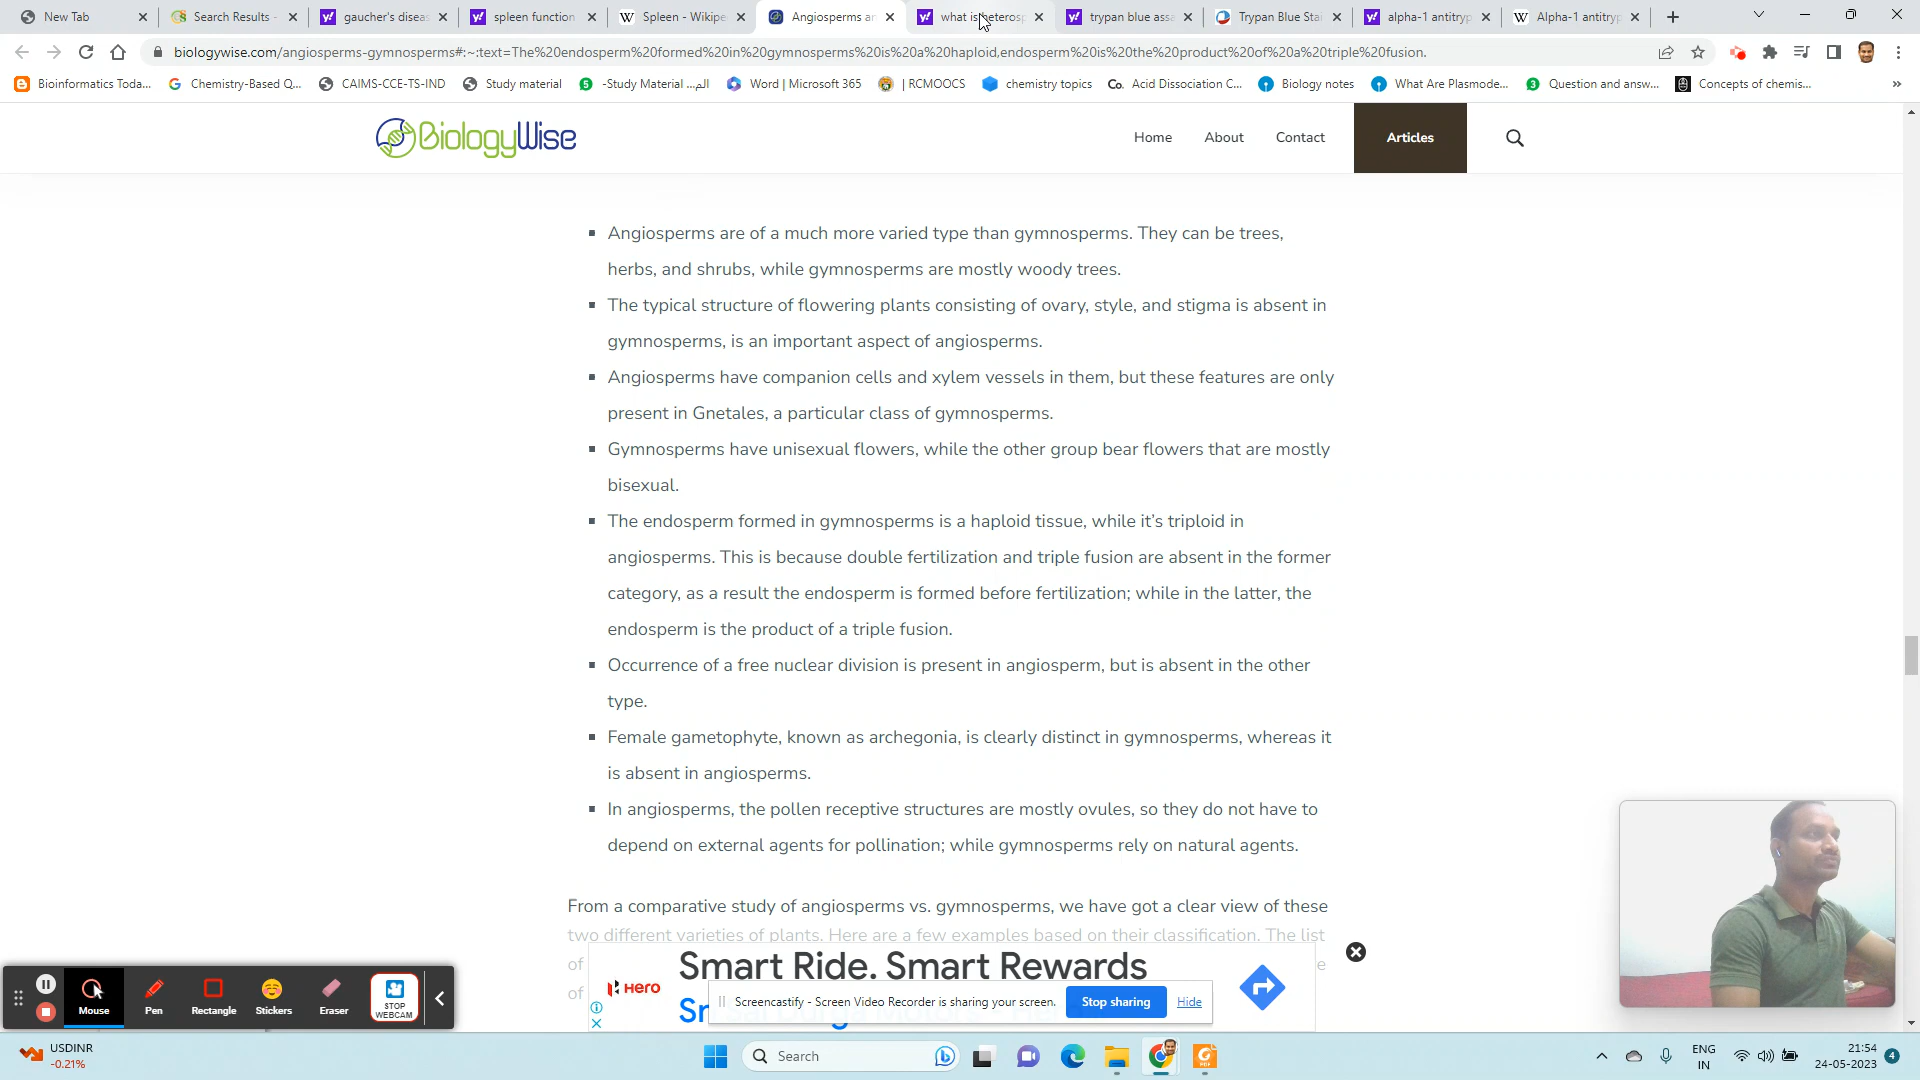 New Tab
Search Results -
gaucher's diseas
spleen function
Spleen - Wikipe
Angiosperms an
what is heterosp
trypan blue assa
Trypan Blue Stai
alpha-1 antitryp
Alpha-1 antitryp
biologywise.com/angiosperms-gymnosperms#:~:text=The%20endosperm%20formed%20in%20gymnosperms%20is%20a%20haploid,endosperm%20is%20the%20product%20of%20a%20triple%20fusion.
Bioinformatics Toda...
Chemistry-Based Q...
CAIMS-CCE-TS-IND
Study material
-Study Material ...ال
Word | Microsoft 365
| RCMOOCS
chemistry topics
Acid Dissociation C...
Biology notes
What Are Plasmode...
Question and answ...
Concepts of chemis...
BiologyWise
Home
About
Contact
Articles
Angiosperms are of a much more varied type than gymnosperms. They can be trees,
herbs, and shrubs, while gymnosperms are mostly woody trees.
The typical structure of flowering plants consisting of ovary, style, and stigma is absent in
gymnosperms, is an important aspect of angiosperms.
Angiosperms have companion cells and xylem vessels in them, but these features are only
present in Gnetales, a particular class of gymnosperms.
Gymnosperms have unisexual flowers, while the other group bear flowers that are mostly
bisexual.
The endosperm formed in gymnosperms is a haploid tissue, while it's triploid in
angiosperms. This is because double fertilization and triple fusion are absent in the former
category, as a result the endosperm is formed before fertilization; while in the latter, the
endosperm is the product of a triple fusion.
Occurrence of a free nuclear division is present in angiosperm, but is absent in the other
type.
Female gametophyte, known as archegonia, is clearly distinct in gymnosperms, whereas it
is absent in angiosperms.
In angiosperms, the pollen receptive structures are mostly ovules, so they do not have to
depend on external agents for pollination; while gymnosperms rely on natural agents.
From a comparative study of angiosperms vs. gymnosperms, we have got a clear view of these
two different varieties of plants. Here are a few examples based on their classification. The list
of
of
Smart Ride. Smart Rewards
Hero
Screencastify - Screen Video Recorder is sharing your screen.
Stop sharing
Hide
Mouse
Pen
Rectangle
Stickers
Eraser
STOP
WEBCAM
USDINR
-0.21%
Search
ENG
IN
21:54
24-05-2023
4